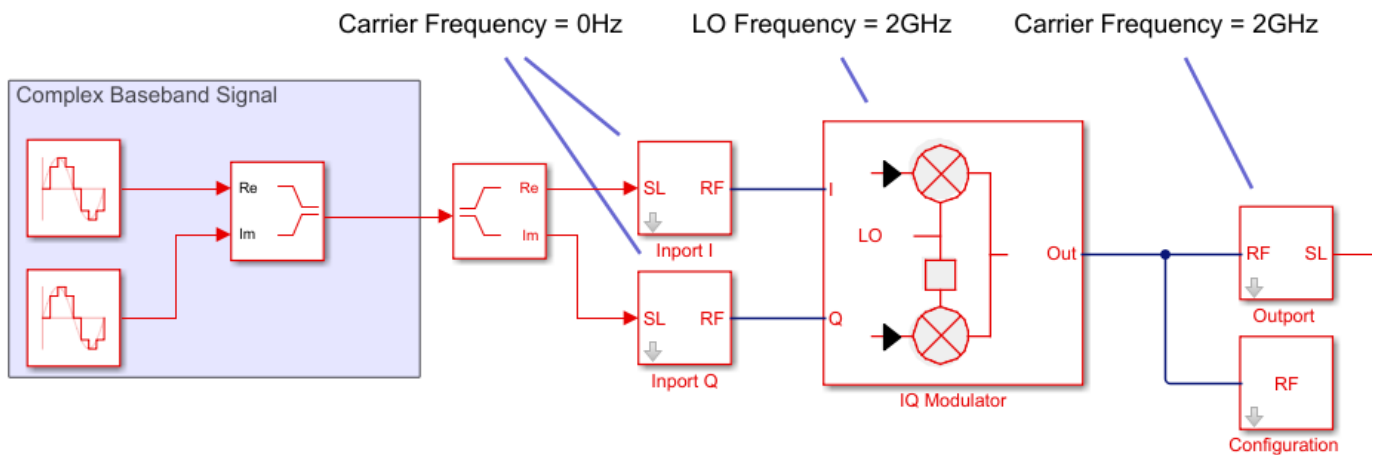 Carrier Frequency = 0Hz
LO Frequency = 2GHz
Carrier Frequency = 2GHz
Complex Baseband Signal
Re
Im
Re
Im
SL
RF
Inport I
SL
RF
Inport Q
I
LO
Out
Q
IQ Modulator
RF
SL
Outport
RF
Configuration